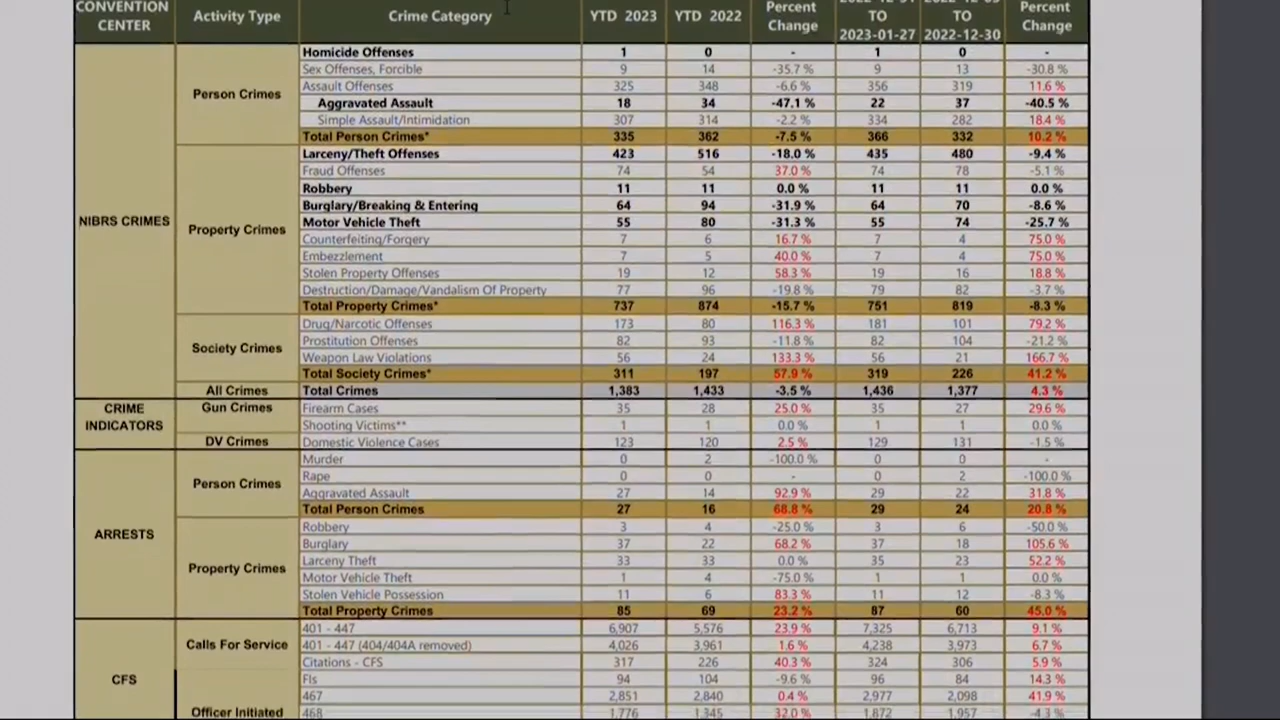 CONVENTION CENTER Activity Type Crime Category YTD 2023 YTD 2022 Percent Change TO 2023-01-27 TO 2022-12-30 Percent Change
NIBRS CRIMES
Person Crimes
Homicide Offenses 1 0 - 1 0 -
Sex Offenses, Forcible 9 14 -35.7 % 9 13 -30.8 %
Assault Offenses 325 348 -6.6 % 356 319 11.6 %
Aggravated Assault 18 34 -47.1 % 22 37 -40.5 %
Simple Assault/Intimidation 307 314 -2.2 % 334 282 18.4 %
Total Person Crimes* 335 362 -7.5 % 366 332 10.2 %
Property Crimes
Larceny/Theft Offenses 423 516 -18.0 % 435 480 -9.4 %
Fraud Offenses 74 54 37.0 % 74 78 -5.1 %
Robbery 11 11 0.0 % 11 11 0.0 %
Burglary/Breaking & Entering 64 94 -31.9 % 64 70 -8.6 %
Motor Vehicle Theft 55 80 -31.3 % 55 74 -25.7 %
Counterfeiting/Forgery 7 6 16.7 % 7 4 75.0 %
Embezzlement 7 5 40.0 % 7 4 75.0 %
Stolen Property Offenses 19 12 58.3 % 19 16 18.8 %
Destruction/Damage/Vandalism Of Property 77 96 -19.8 % 79 82 -3.7 %
Total Property Crimes* 737 874 -15.7 % 751 819 -8.3 %
Society Crimes
Drug/Narcotic Offenses 173 80 116.3 % 181 101 79.2 %
Prostitution Offenses 82 93 -11.8 % 82 104 -21.2 %
Weapon Law Violations 56 24 133.3 % 56 21 166.7 %
Total Society Crimes* 311 197 57.9 % 319 226 41.2 %
All Crimes Total Crimes 1,383 1,433 -3.5 % 1,436 1,377 4.3 %
CRIME INDICATORS
Gun Crimes Firearm Cases 35 28 25.0 % 35 27 29.6 %
Shooting Victims** 1 1 0.0 % 1 1 0.0 %
DV Crimes Domestic Violence Cases 123 120 2.5 % 129 131 -1.5 %
ARRESTS
Person Crimes
Murder 0 2 -100.0 % 0 0 -
Rape 0 0 - 0 2 -100.0 %
Aggravated Assault 27 14 92.9 % 29 22 31.8 %
Total Person Crimes 27 16 68.8 % 29 24 20.8 %
Property Crimes
Robbery 3 4 -25.0 % 3 6 -50.0 %
Burglary 37 22 68.2 % 37 18 105.6 %
Larceny Theft 33 33 0.0 % 35 23 52.2 %
Motor Vehicle Theft 1 4 -75.0 % 1 1 0.0 %
Stolen Vehicle Possession 11 6 83.3 % 11 12 -8.3 %
Total Property Crimes 85 69 23.2 % 87 60 45.0 %
CFS
Calls For Service
401 - 447 6,907 5,576 23.9 % 7,325 6,713 9.1 %
401 - 447 (404/404A removed) 4,026 3,961 1.6 % 4,238 3,973 6.7 %
Citations - CFS 317 226 40.3 % 324 306 5.9 %
FIs 94 104 -9.6 % 96 84 14.3 %
Officer Initiated
467 2,851 2,840 0.4 % 2,977 2,098 41.9 %
468 1,776 1,345 32.0 % 1,872 1,957 -4.3 %